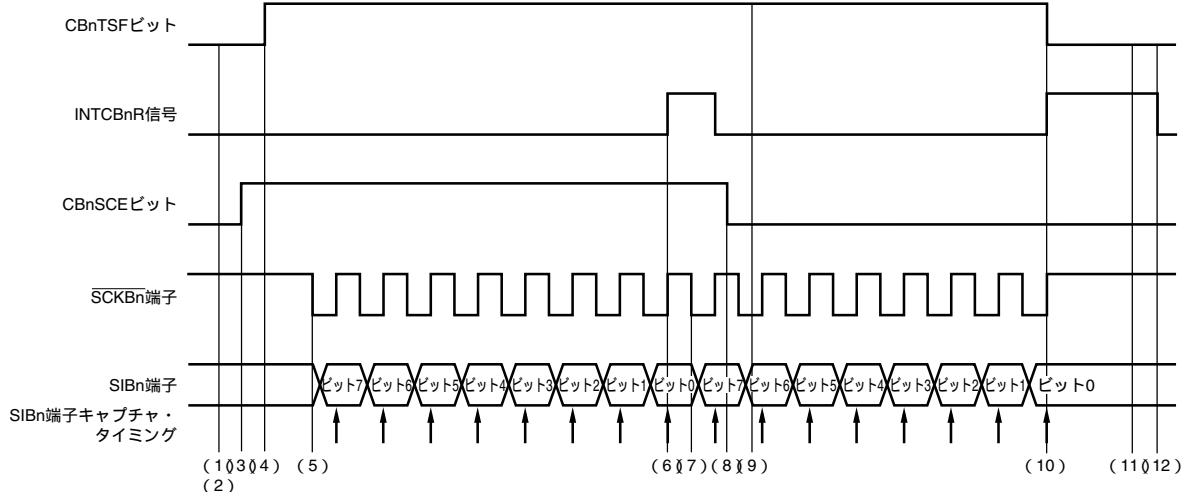 CBnTSFビット
INTCBnR信号
CBnSCEビット
SCKBn端子
SIBn端子
ビット7 ビット6 ビット5 ビット4 ビット3 ビット2 ビット1 ビット0 ビット7 ビット6 ビット5 ビット4 ビット3 ビット2 ビット1 ビット0
SIBn端子キャプチャ・
タイミング
(1)(3)(4) (5) (6)(7) (8)(9) (10) (11)(12)
(2)